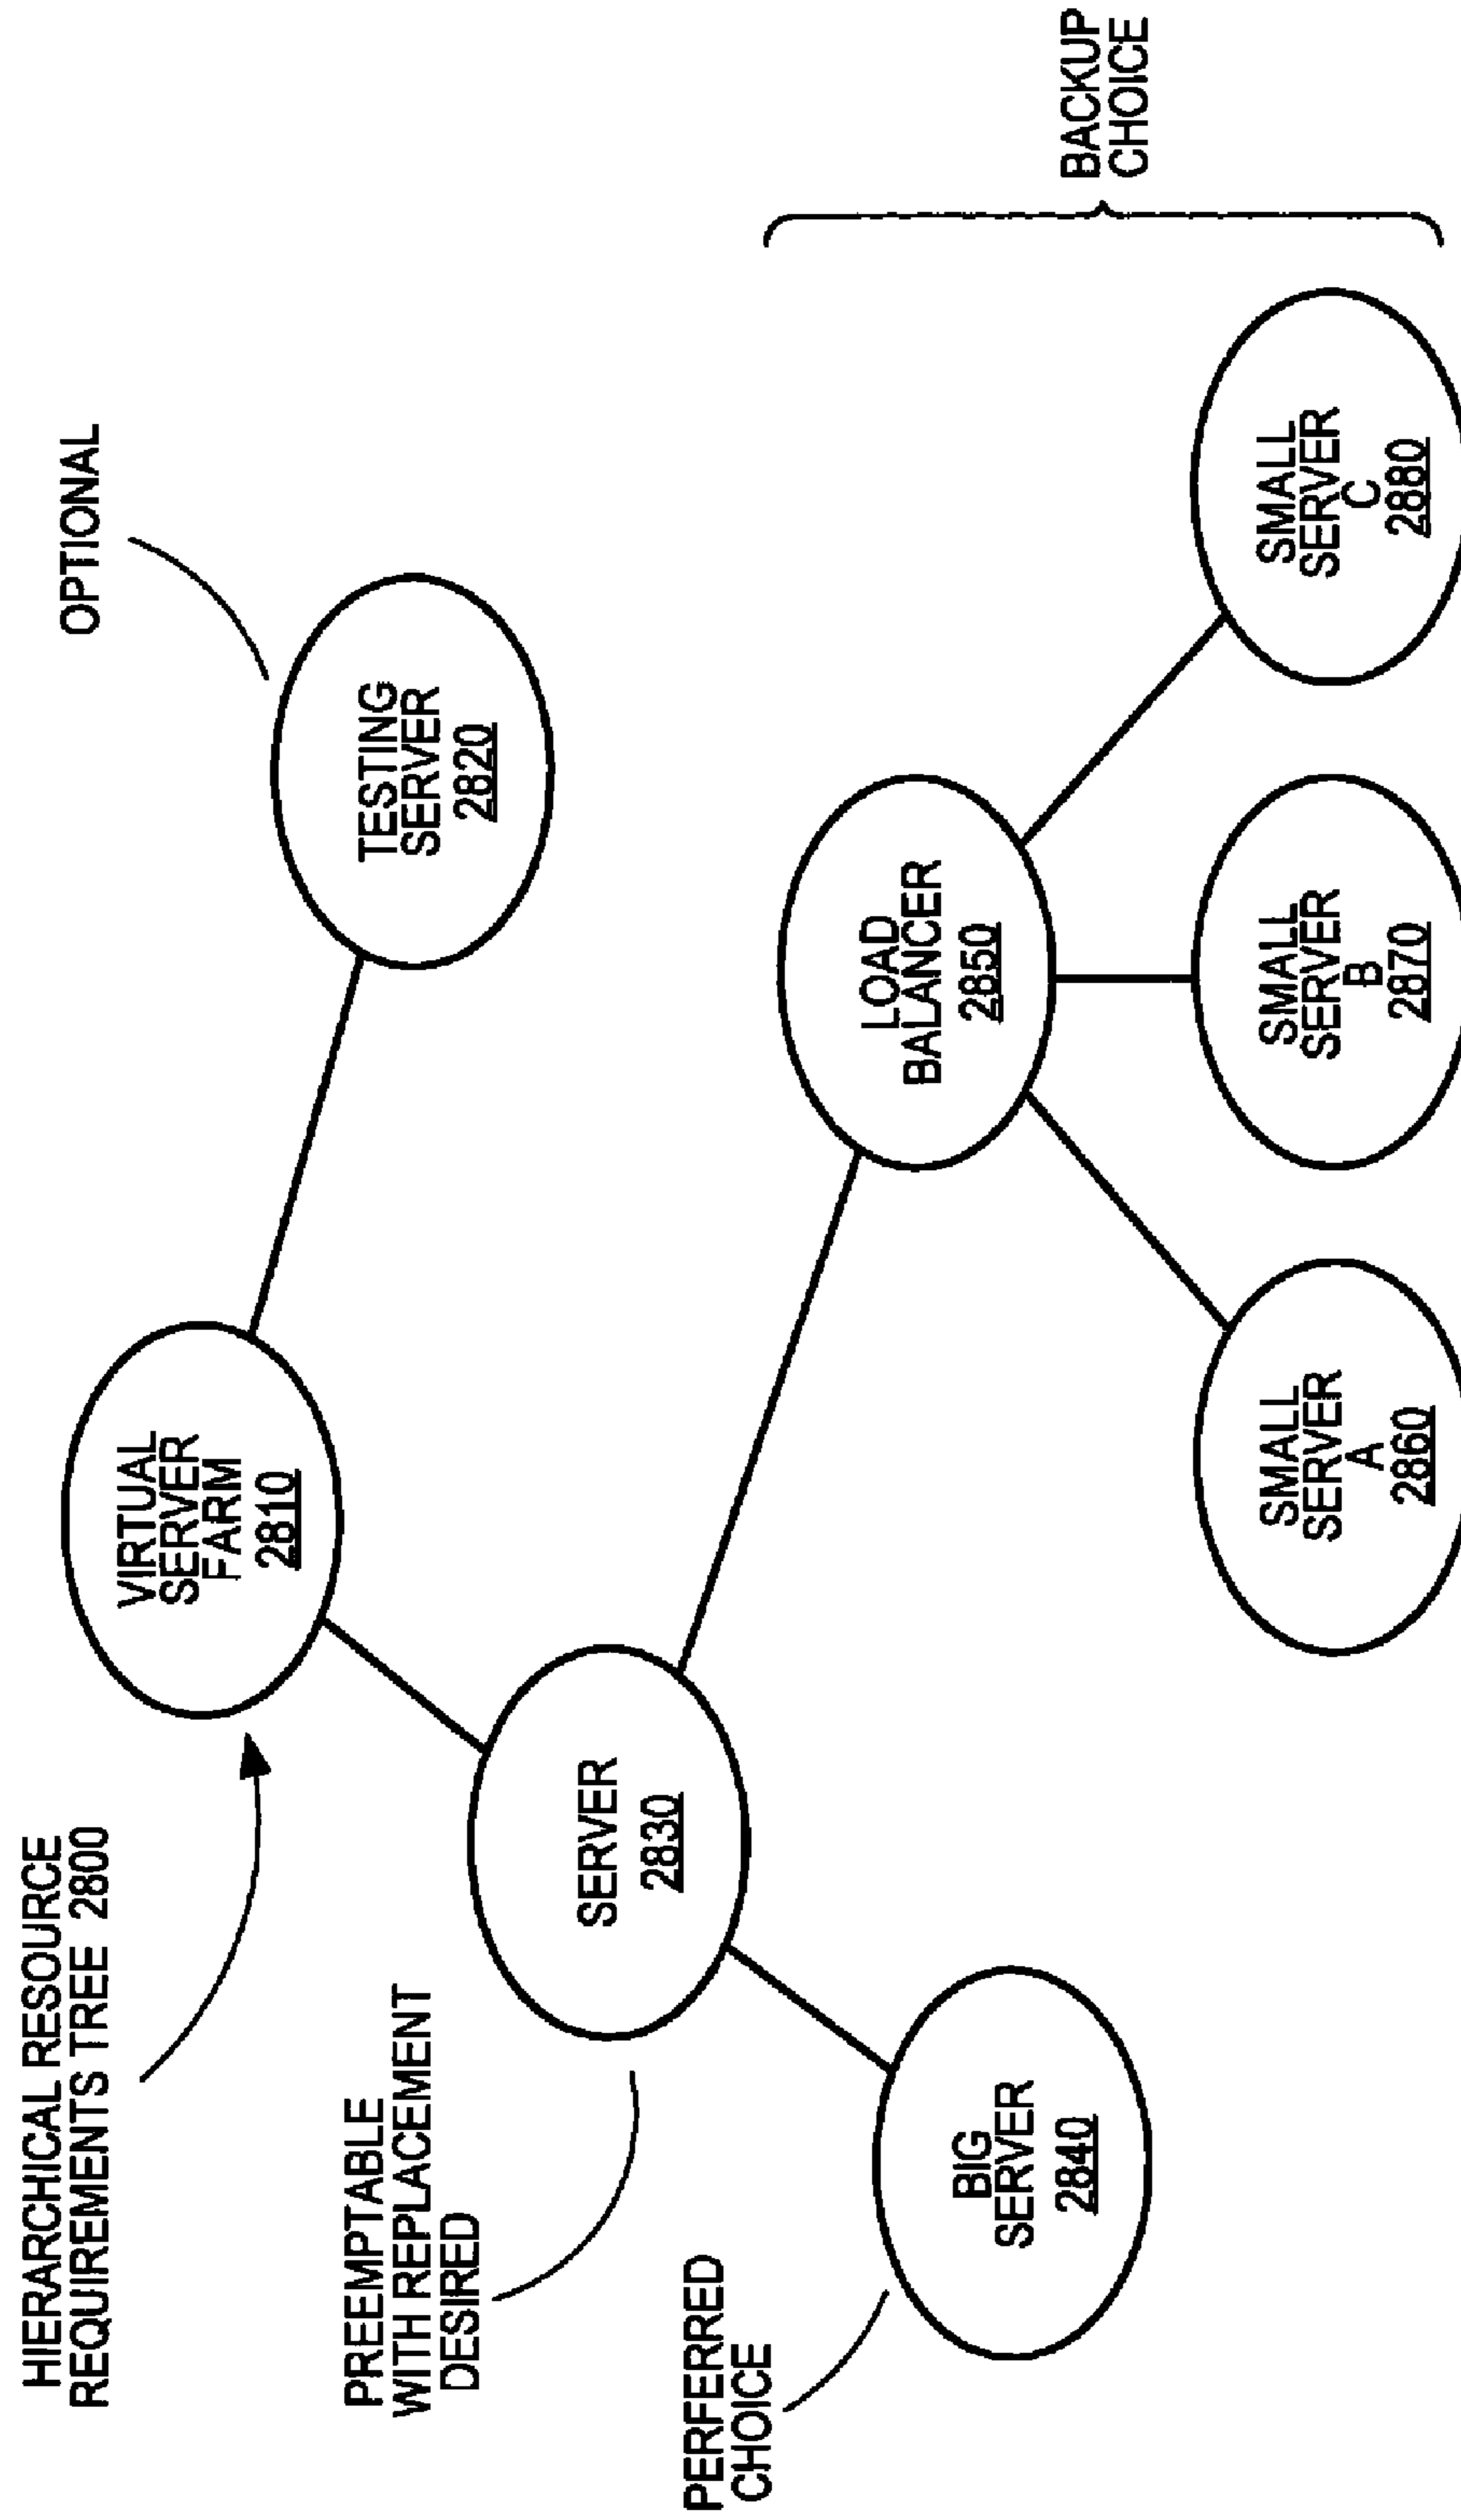 HIERARCHICAL RESOURCE
REQUIREMENTS TREE 2800
VIRTUAL
SERVER
FARM
2810
OPTIONAL
TESTING
SERVER
2820
PREEMPTABLE
WITH REPLACEMENT
DESIRED
SERVER
2830
PERFERRED
CHOICE
BIG
SERVER
2840
LOAD
BALANCER
2850
BACKUP
CHOICE
SMALL
SERVER
A
2860
SMALL
SERVER
B
2870
SMALL
SERVER
C
2880